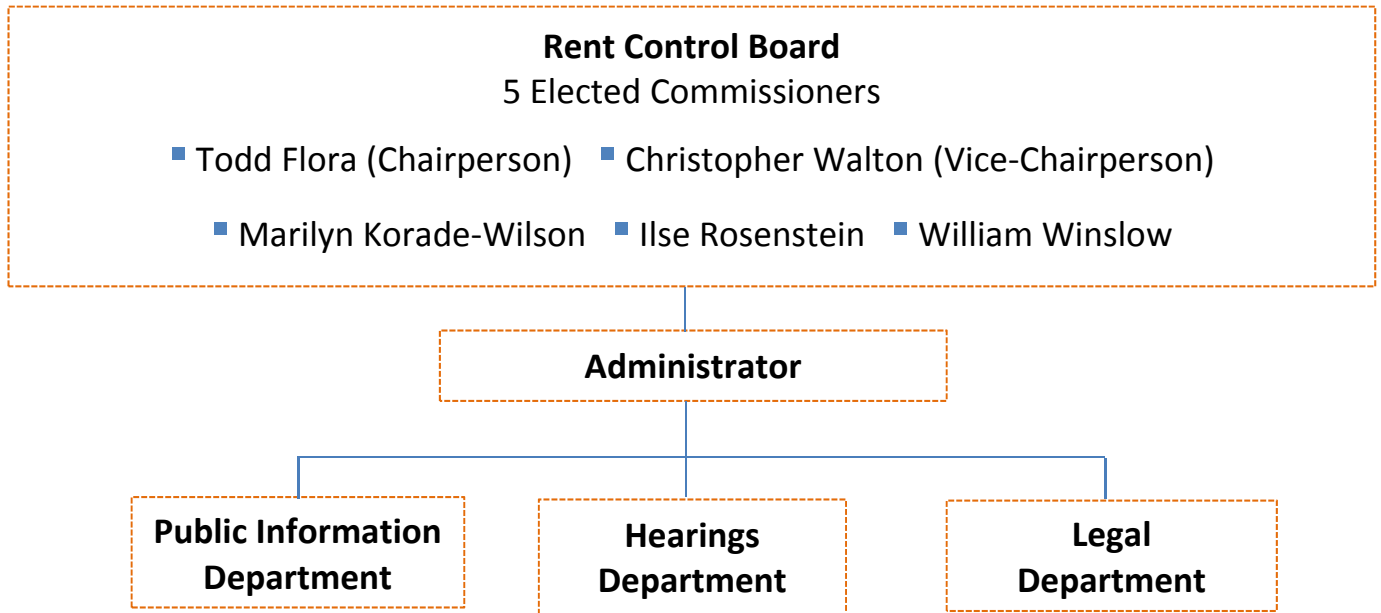 Rent Control Board
5 Elected Commissioners
▪ Todd Flora (Chairperson) ▪ Christopher Walton (Vice-Chairperson)
▪ Marilyn Korade-Wilson ▪ Ilse Rosenstein ▪ William Winslow
Administrator
Public Information
Department
Hearings
Department
Legal
Department